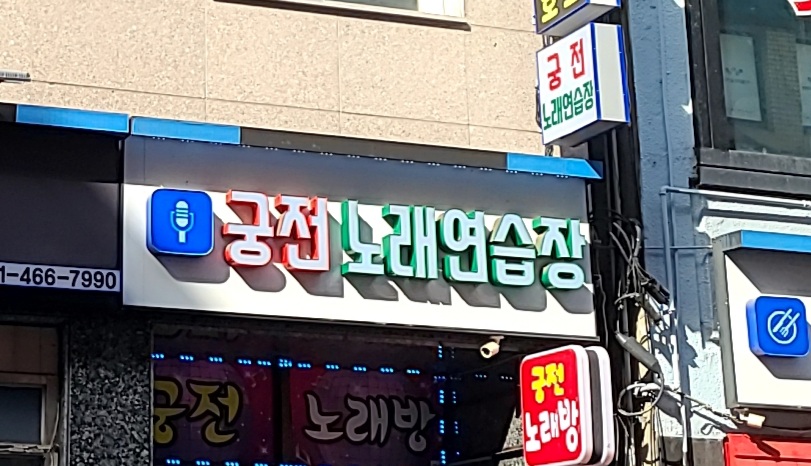 궁전
노래연습장
궁전 노래연습장
1-466-7990
궁전
노래방
궁전 노래방